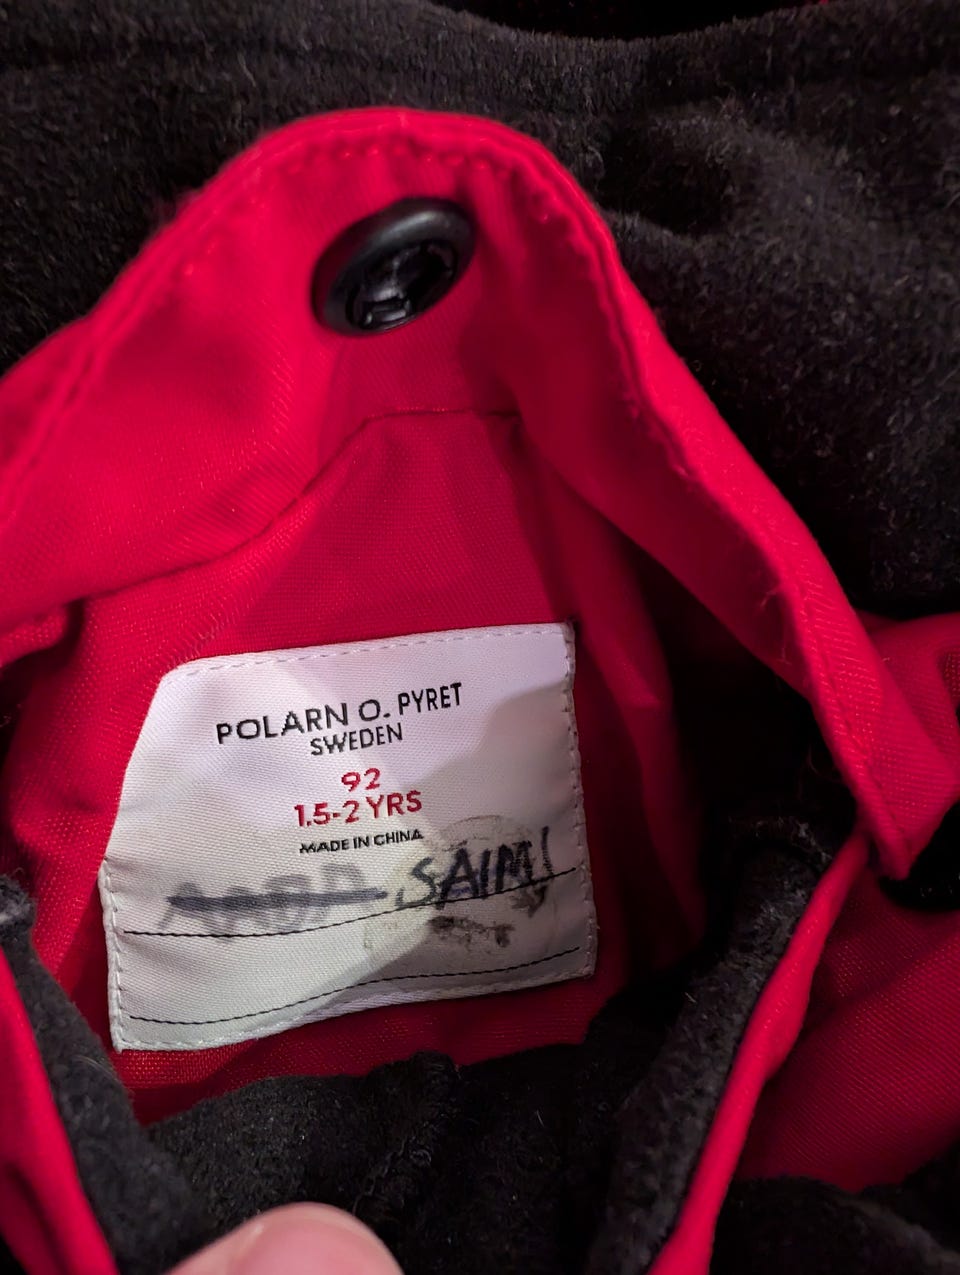 POLARN O. PYRET
SWEDEN
92
1.5-2 YRS
MADE IN CHINA
SAIMI